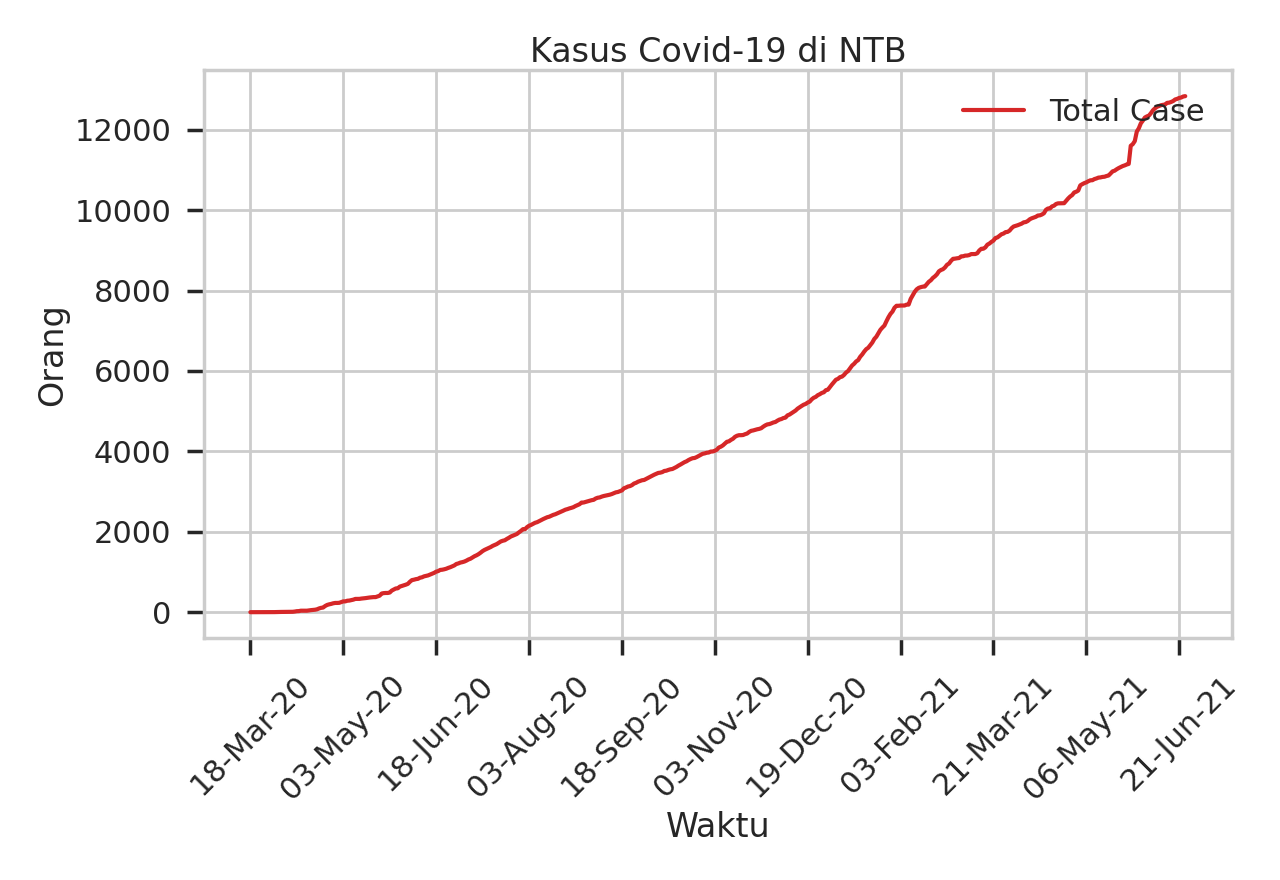 Kasus Covid-19 di NTB
Total Case
Orang
12000
10000
8000
6000
4000
2000
0
18-Mar-20
03-May-20
18-Jun-20
03-Aug-20
18-Sep-20
03-Nov-20
19-Dec-20
03-Feb-21
21-Mar-21
06-May-21
21-Jun-21
Waktu